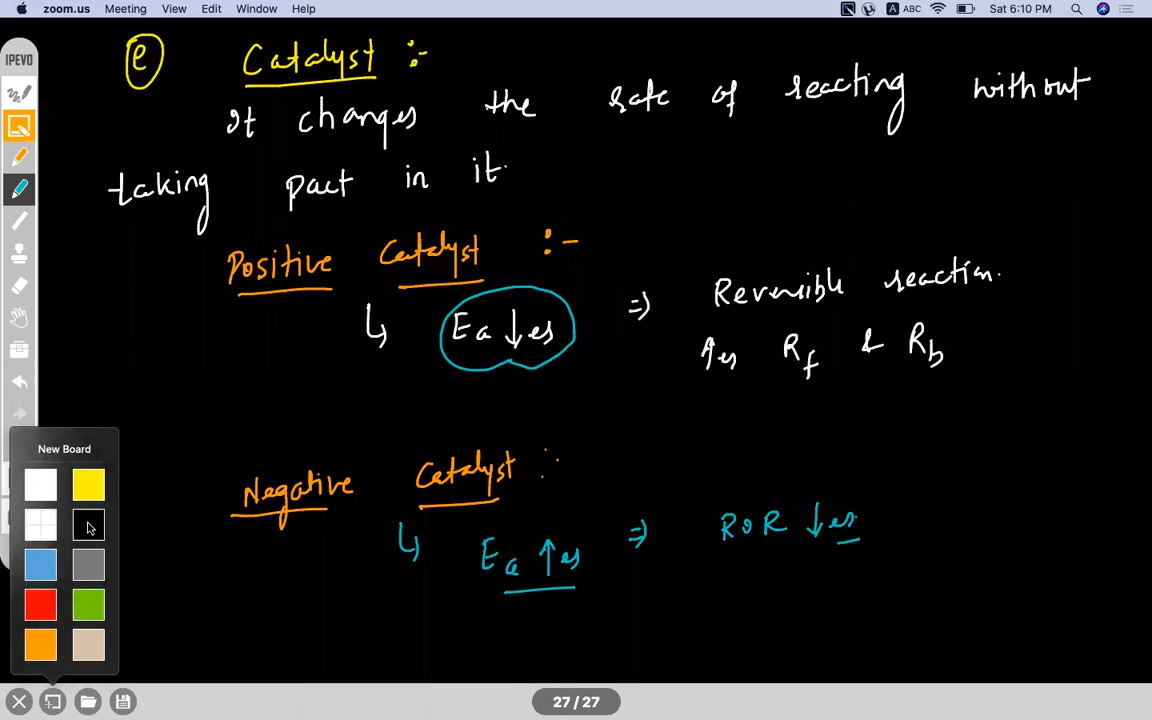 zoom.us Meeting View Edit Window Help ABC Sat 6:10 PM
IPEVO
e Catalyst :-
It changes the rate of reacting without
taking part in it.
Positive Catalyst :-
↳ Ea ↓es ⇒ Reversible reaction.
↑es Rf & Rb
New Board
Negative Catalyst :-
↳ Ea ↑es ⇒ ROR ↓es
27 / 27